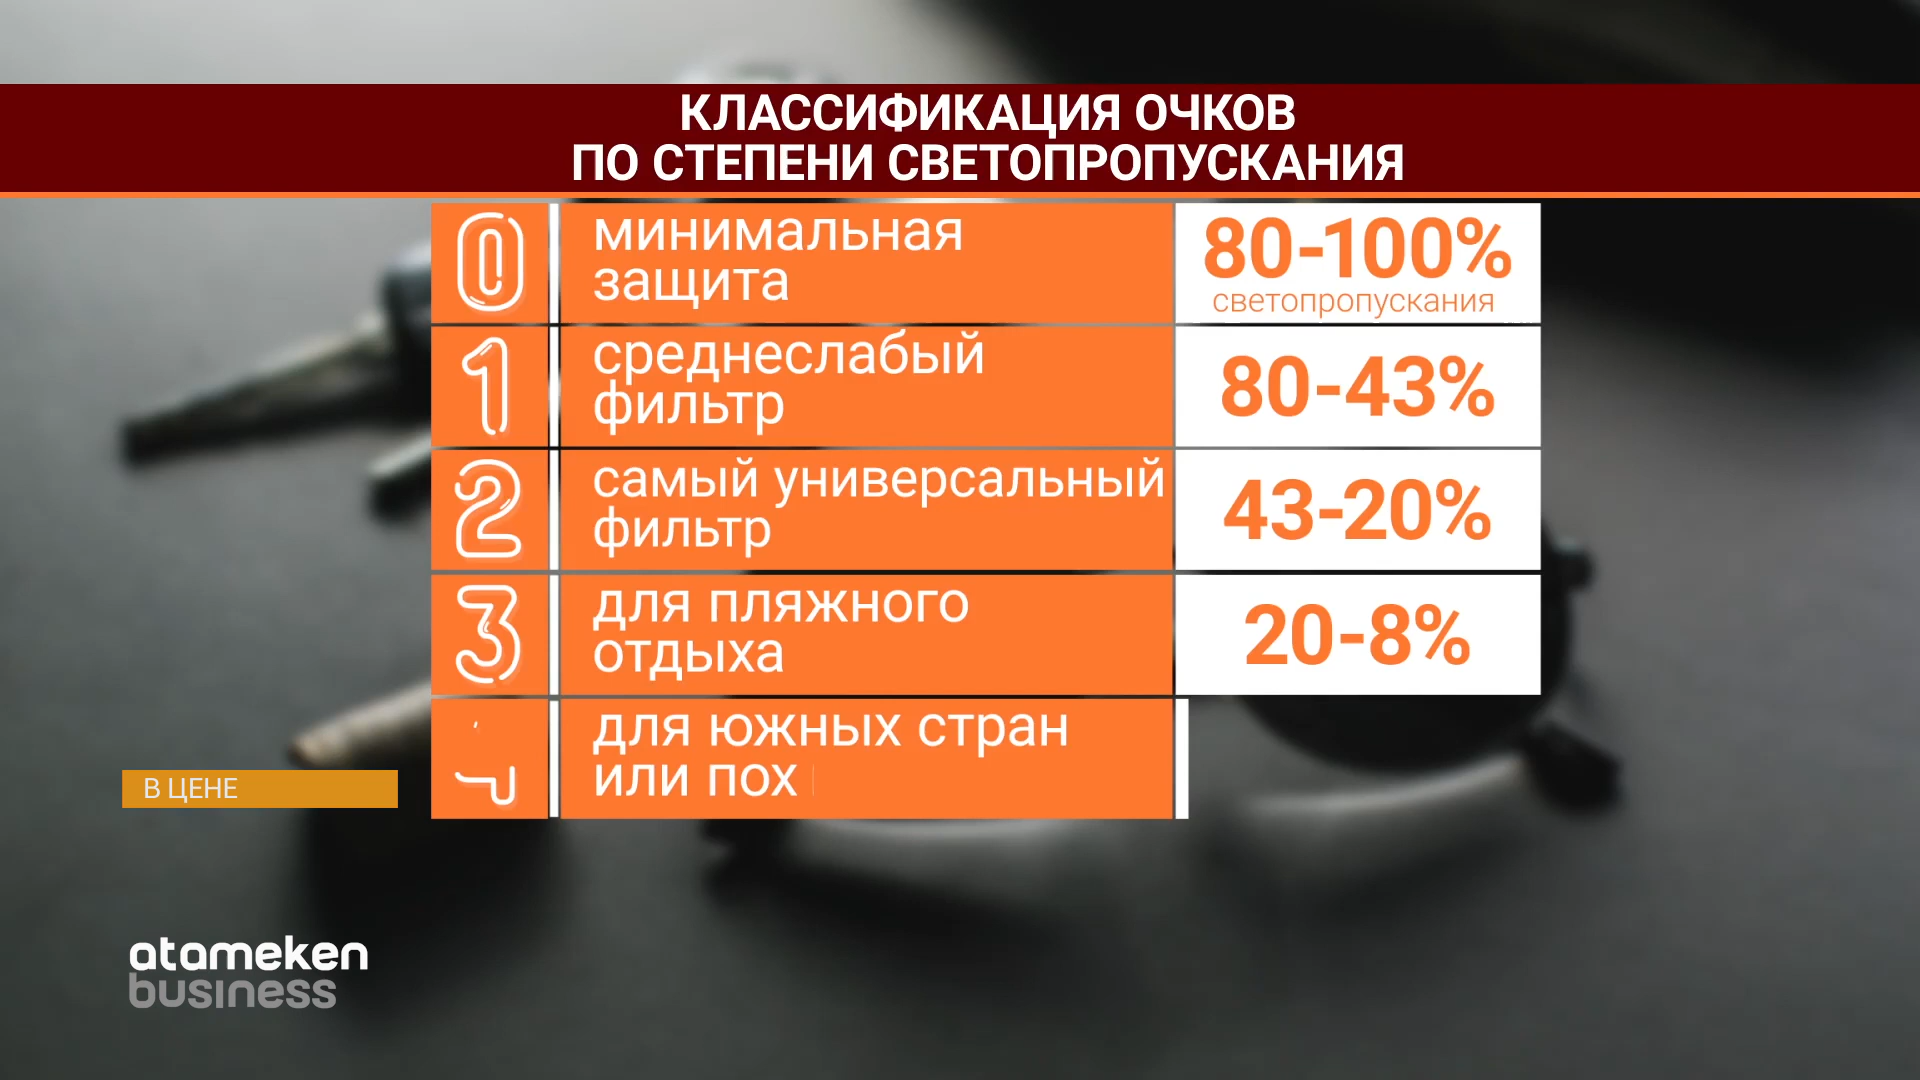 КЛАССИФИКАЦИЯ ОЧКОВ
ПО СТЕПЕНИ СВЕТОПРОПУСКАНИЯ
0
минимальная
защита
80-100%
светопропускания
1
среднеслабый
фильтр
80-43%
2
самый универсальный
фильтр
43-20%
3
для пляжного
отдыха
20-8%
для южных стран
или пох
В ЦЕНЕ
atameken
business